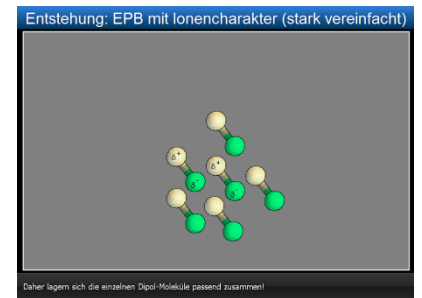 Entstehung: EPB mit Ionencharakter (stark vereinfacht)
δ+
δ+
δ-
δ-
Daher lagern sich die einzelnen Dipol-Moleküle passend zusammen!